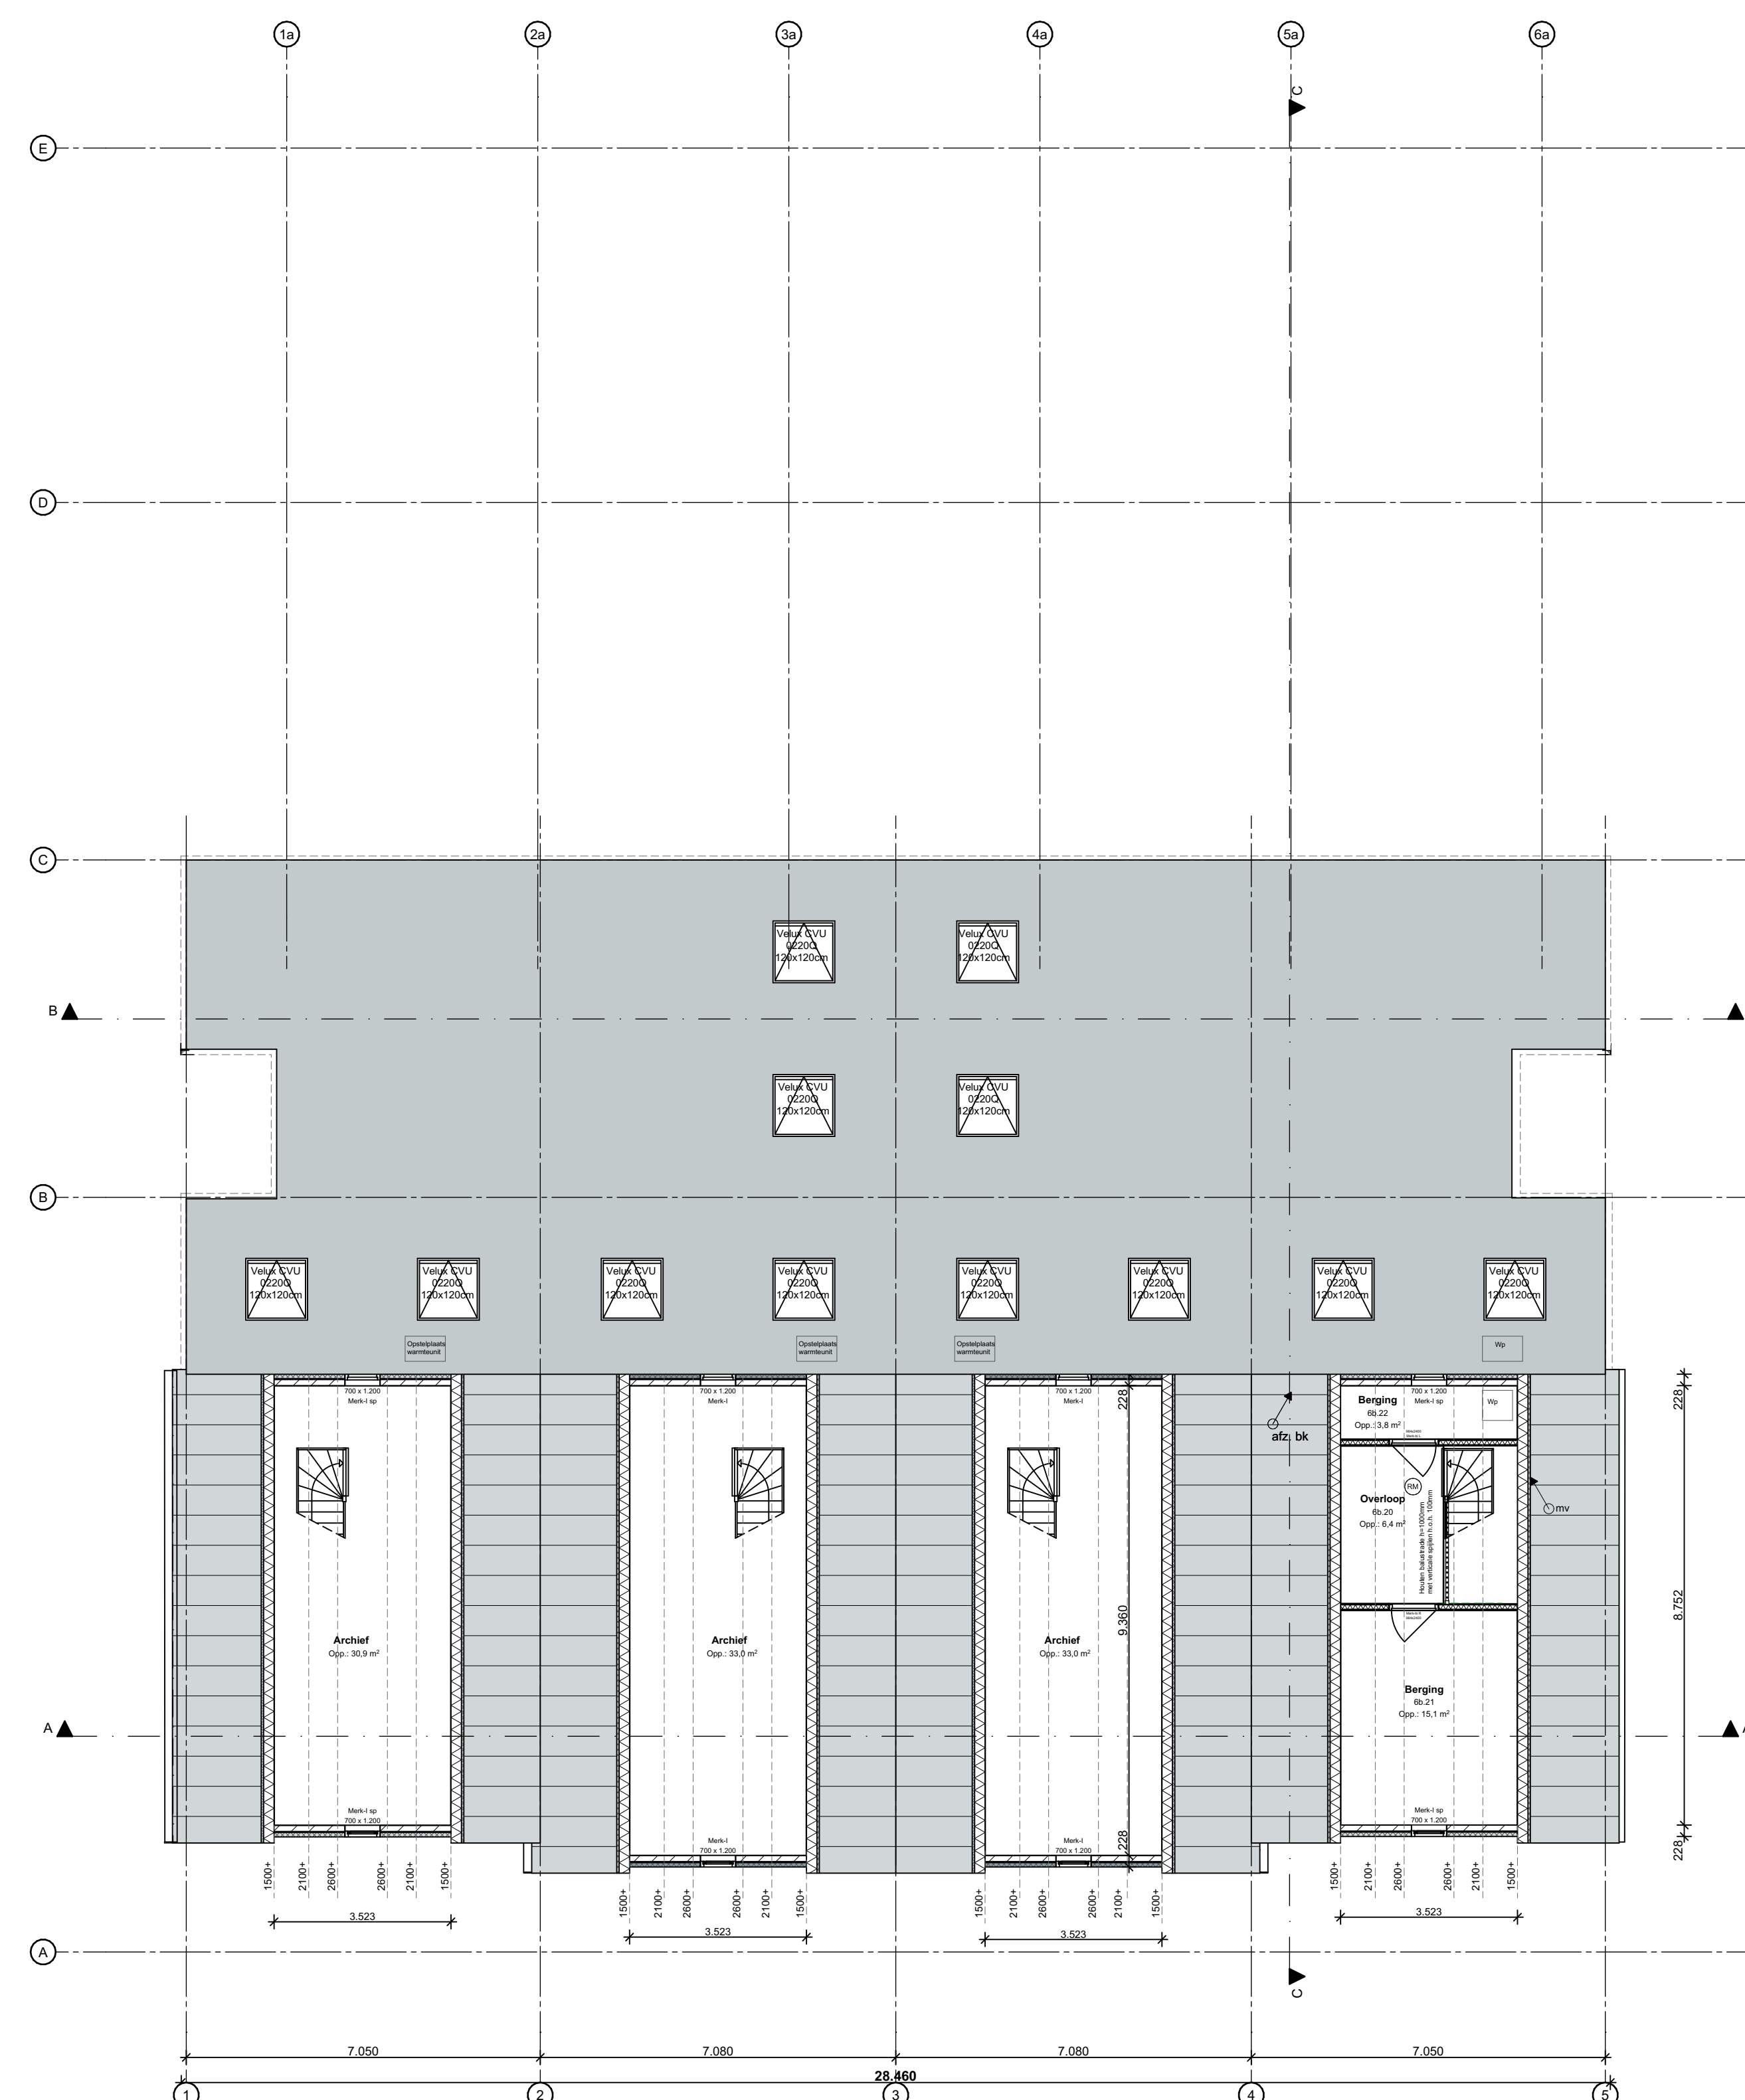 1a 2a 3a 4a 5a 6a
C
E
D
C
Velux CVU
0220Q
120x120cm
Velux CVU
0220Q
120x120cm
B
Velux CVU
0220Q
120x120cm
Velux CVU
0220Q
120x120cm
B
Velux CVU
0220Q
120x120cm
Velux CVU
0220Q
120x120cm
Velux CVU
0220Q
120x120cm
Velux CVU
0220Q
120x120cm
Velux CVU
0220Q
120x120cm
Velux CVU
0220Q
120x120cm
Velux CVU
0220Q
120x120cm
Velux CVU
0220Q
120x120cm
Opstelplaats
warmteunit
Opstelplaats
warmteunit
Opstelplaats
warmteunit
Wp
700 x 1.200
Merk-I sp
700 x 1.200
Merk-I
700 x 1.200
Merk-I
228
afz. bk
700 x 1.200
Merk-I sp
Berging
6b.22
Opp.: 3,8 m²
Wp
228
RM
Overloop
6b.20
Opp.: 6,4 m²
Houten balustrade h=1000mm
met verticale spijlen h.o.h. 100mm
mv
9.360
8.752
Archief
Opp.: 30,9 m²
Archief
Opp.: 33,0 m²
Archief
Opp.: 33,0 m²
Berging
6b.21
Opp.: 15,1 m²
A
Merk-I sp
700 x 1.200
Merk-I
700 x 1.200
Merk-I
700 x 1.200
228
Merk-I sp
700 x 1.200
228
1500+ 2100+ 2600+ 2600+ 2100+ 1500+
1500+ 2100+ 2600+ 2600+ 2100+ 1500+
1500+ 2100+ 2600+ 2600+ 2100+ 1500+
1500+ 2100+ 2600+ 2600+ 2100+ 1500+
3.523
3.523
3.523
3.523
A
C
7.050 7.080 7.080 7.050
28.460
1 2 3 4 5